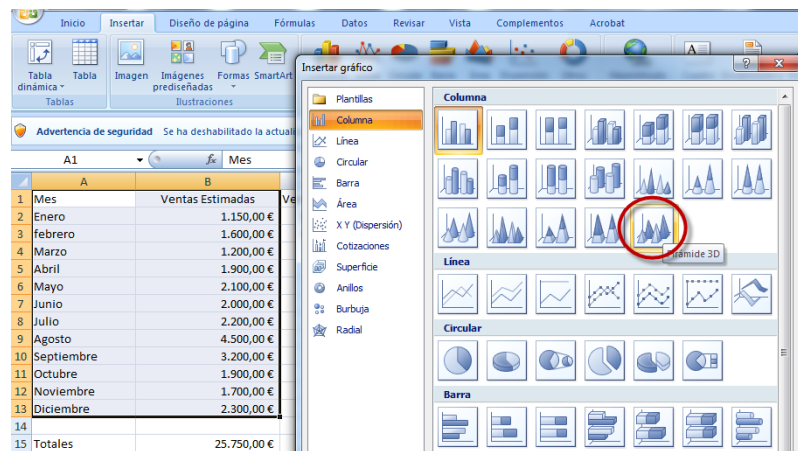 Inicio Insertar Diseño de página Fórmulas Datos Revisar Vista Complementos Acrobat
Tabla dinámica
Tabla
Imagen
Imágenes prediseñadas
Formas
SmartArt
Tablas
Ilustraciones
Advertencia de seguridad Se ha deshabilitado la actuali
A1 fx Mes
A B
1 Mes Ventas Estimadas Ve
2 Enero 1.150,00 €
3 febrero 1.600,00 €
4 Marzo 1.200,00 €
5 Abril 1.900,00 €
6 Mayo 2.100,00 €
7 Junio 2.000,00 €
8 Julio 2.200,00 €
9 Agosto 4.500,00 €
10 Septiembre 3.200,00 €
11 Octubre 1.900,00 €
12 Noviembre 1.700,00 €
13 Diciembre 2.300,00 €
14
15 Totales 25.750,00 €
Insertar gráfico
Plantillas
Columna
Línea
Circular
Barra
Área
X Y (Dispersión)
Cotizaciones
Superficie
Anillos
Burbuja
Radial
Columna
Pirámide 3D
Línea
Circular
Barra